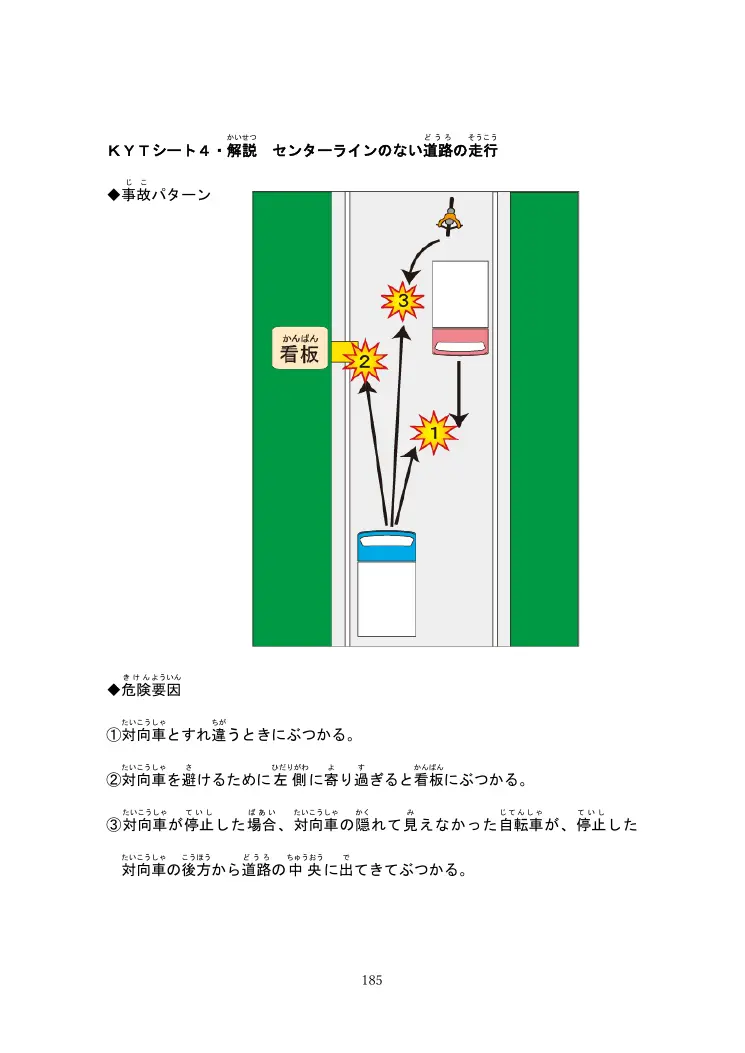 KYTシート4・解説　センターラインのない道路の走行
かいせつ　どうろ　そうこう
◆事故パターン
じこ
3
かんばん
看板
2
1
きけんよういん
◆危険要因
たいこうしゃ　ちが
①対向車とすれ違うときにぶつかる。
たいこうしゃ　さ　ひだりがわ　よ　す　かんばん
②対向車を避けるために左側に寄り過ぎると看板にぶつかる。
たいこうしゃ　ていし　ばあい　たいこうしゃ　かく　み　じてんしゃ　ていし
③対向車が停止した場合、対向車の隠れて見えなかった自転車が、停止した
たいこうしゃ　こうほう　どうろ　ちゅうおう　で
対向車の後方から道路の中央に出てきてぶつかる。
185